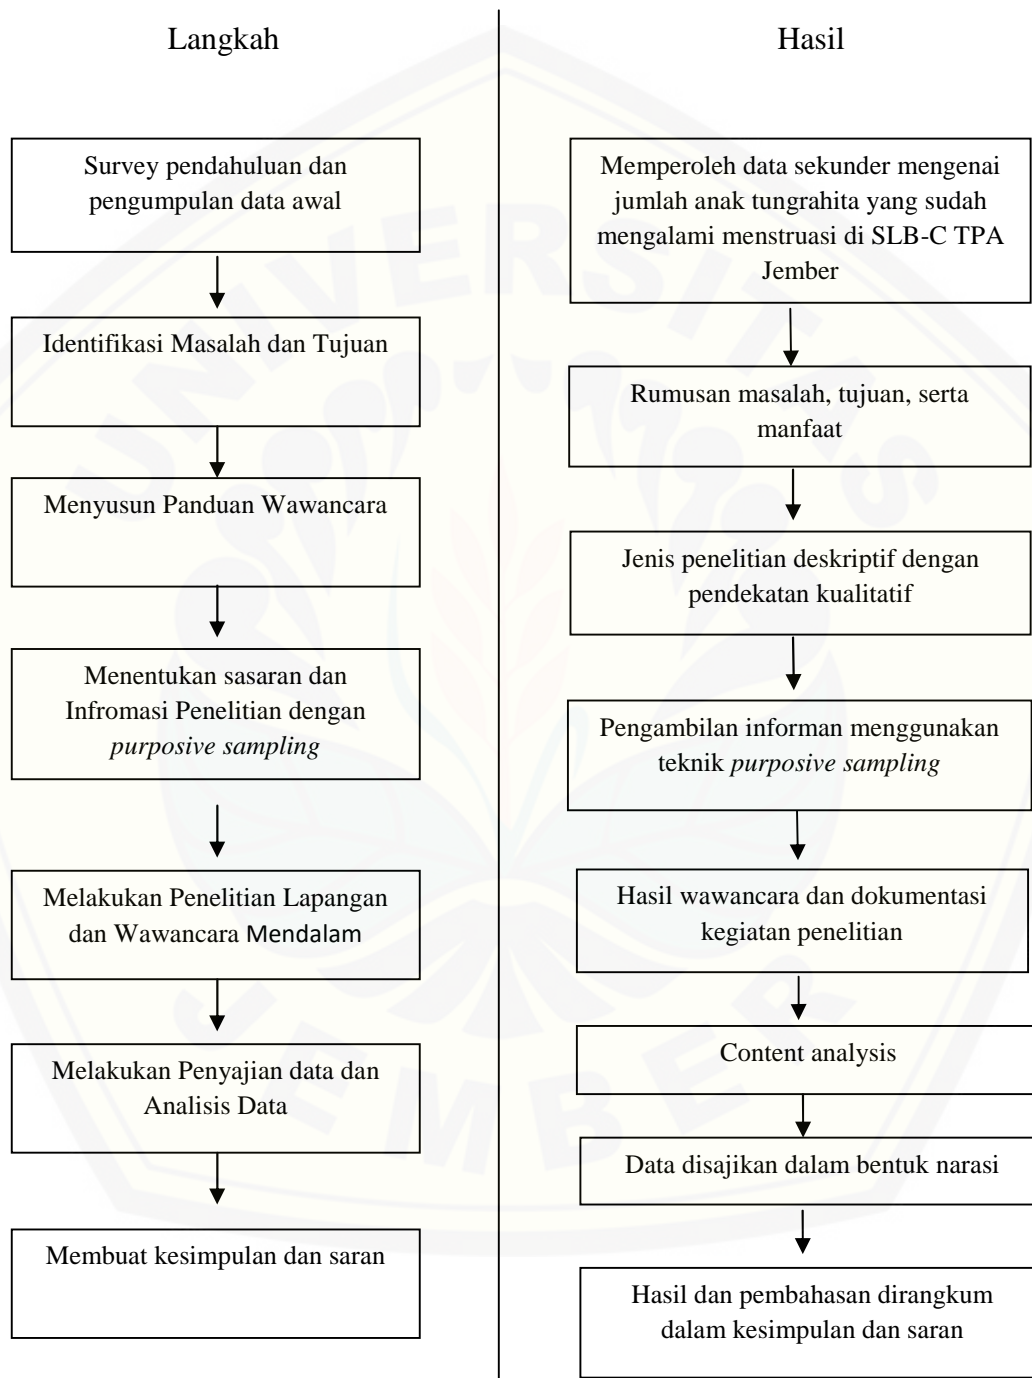 Langkah
Survey pendahuluan dan
pengumpulan data awal
Identifikasi Masalah dan Tujuan
Menyusun Panduan Wawancara
Menentukan sasaran dan
Infromasi Penelitian dengan
purposive sampling
Melakukan Penelitian Lapangan
dan Wawancara Mendalam
Melakukan Penyajian data dan
Analisis Data
Membuat kesimpulan dan saran
Hasil
Memperoleh data sekunder mengenai
jumlah anak tungrahita yang sudah
mengalami menstruasi di SLB-C TPA
Jember
Rumusan masalah, tujuan, serta
manfaat
Jenis penelitian deskriptif dengan
pendekatan kualitatif
Pengambilan informan menggunakan
teknik purposive sampling
Hasil wawancara dan dokumentasi
kegiatan penelitian
Content analysis
Data disajikan dalam bentuk narasi
Hasil dan pembahasan dirangkum
dalam kesimpulan dan saran
UNIVERSITAS
JEMBER